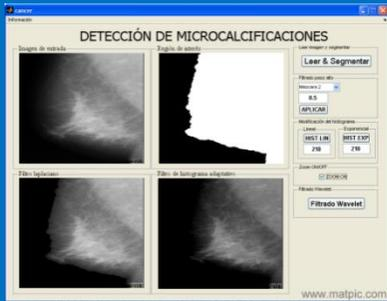 cancer
Información
DETECCIÓN DE MICROCALCIFICACIONES
Imagen de entrada
Región de interés
Leer imagen y segmentar
Leer & Segmentar
Filtrado paso alto
Máscara 2
8.5
APLICAR
Modificación del histograma
Lineal
Exponencial
HIST LIN
HIST EXP
210
210
Zoom ON/OFF
ZOOM ON
Filtro laplaciano
Filtro de histograma adaptativo
Filtrado Wavelet
Filtrado Wavelet
www.matpic.com